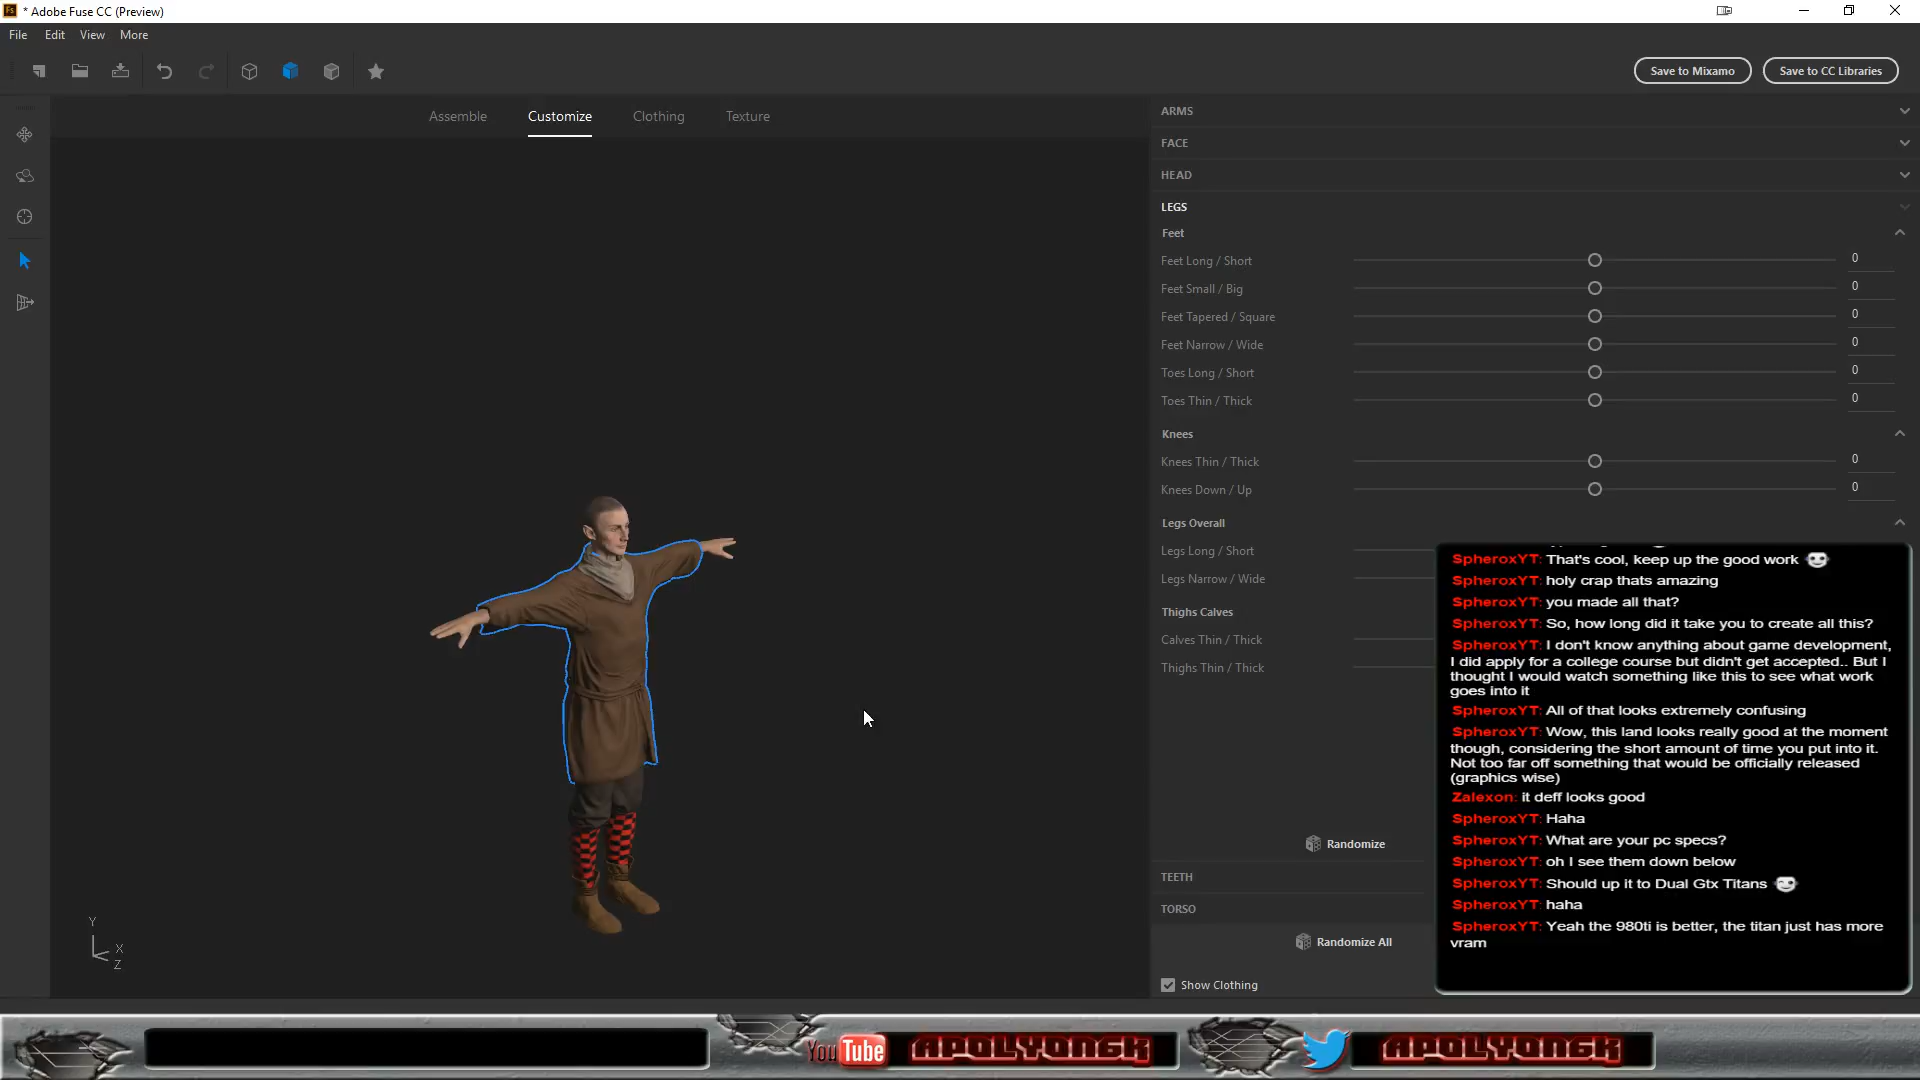 * Adobe Fuse CC (Preview)
File Edit View More
Save to Mixamo
Save to CC Libraries
Assemble
Customize
Clothing
Texture
ARMS
FACE
HEAD
LEGS
Feet
Feet Long / Short
0
Feet Small / Big
0
Feet Tapered / Square
0
Feet Narrow / Wide
0
Toes Long / Short
0
Toes Thin / Thick
0
Knees
Knees Thin / Thick
0
Knees Down / Up
0
Legs Overall
Legs Long / Short
Legs Narrow / Wide
Thighs Calves
Calves Thin / Thick
Thighs Thin / Thick
Randomize
TEETH
TORSO
Randomize All
Show Clothing
SpheroxYT: That's cool, keep up the good work
SpheroxYT: holy crap thats amazing
SpheroxYT: you made all that?
SpheroxYT: So, how long did it take you to create all this?
SpheroxYT: I don't know anything about game development,
I did apply for a college course but didn't get accepted.. But I
thought I would watch something like this to see what work
goes into it
SpheroxYT: All of that looks extremely confusing
SpheroxYT: Wow, this land looks really good at the moment
though, considering the short amount of time you put into it.
Not too far off something that would be officially released
(graphics wise)
Zalexon: it deff looks good
SpheroxYT: Haha
SpheroxYT: What are your pc specs?
SpheroxYT: oh I see them down below
SpheroxYT: Should up it to Dual Gtx Titans
SpheroxYT: haha
SpheroxYT: Yeah the 980ti is better, the titan just has more
vram
Y
X
Z
YouTube
APOLYON6K
APOLYON6K